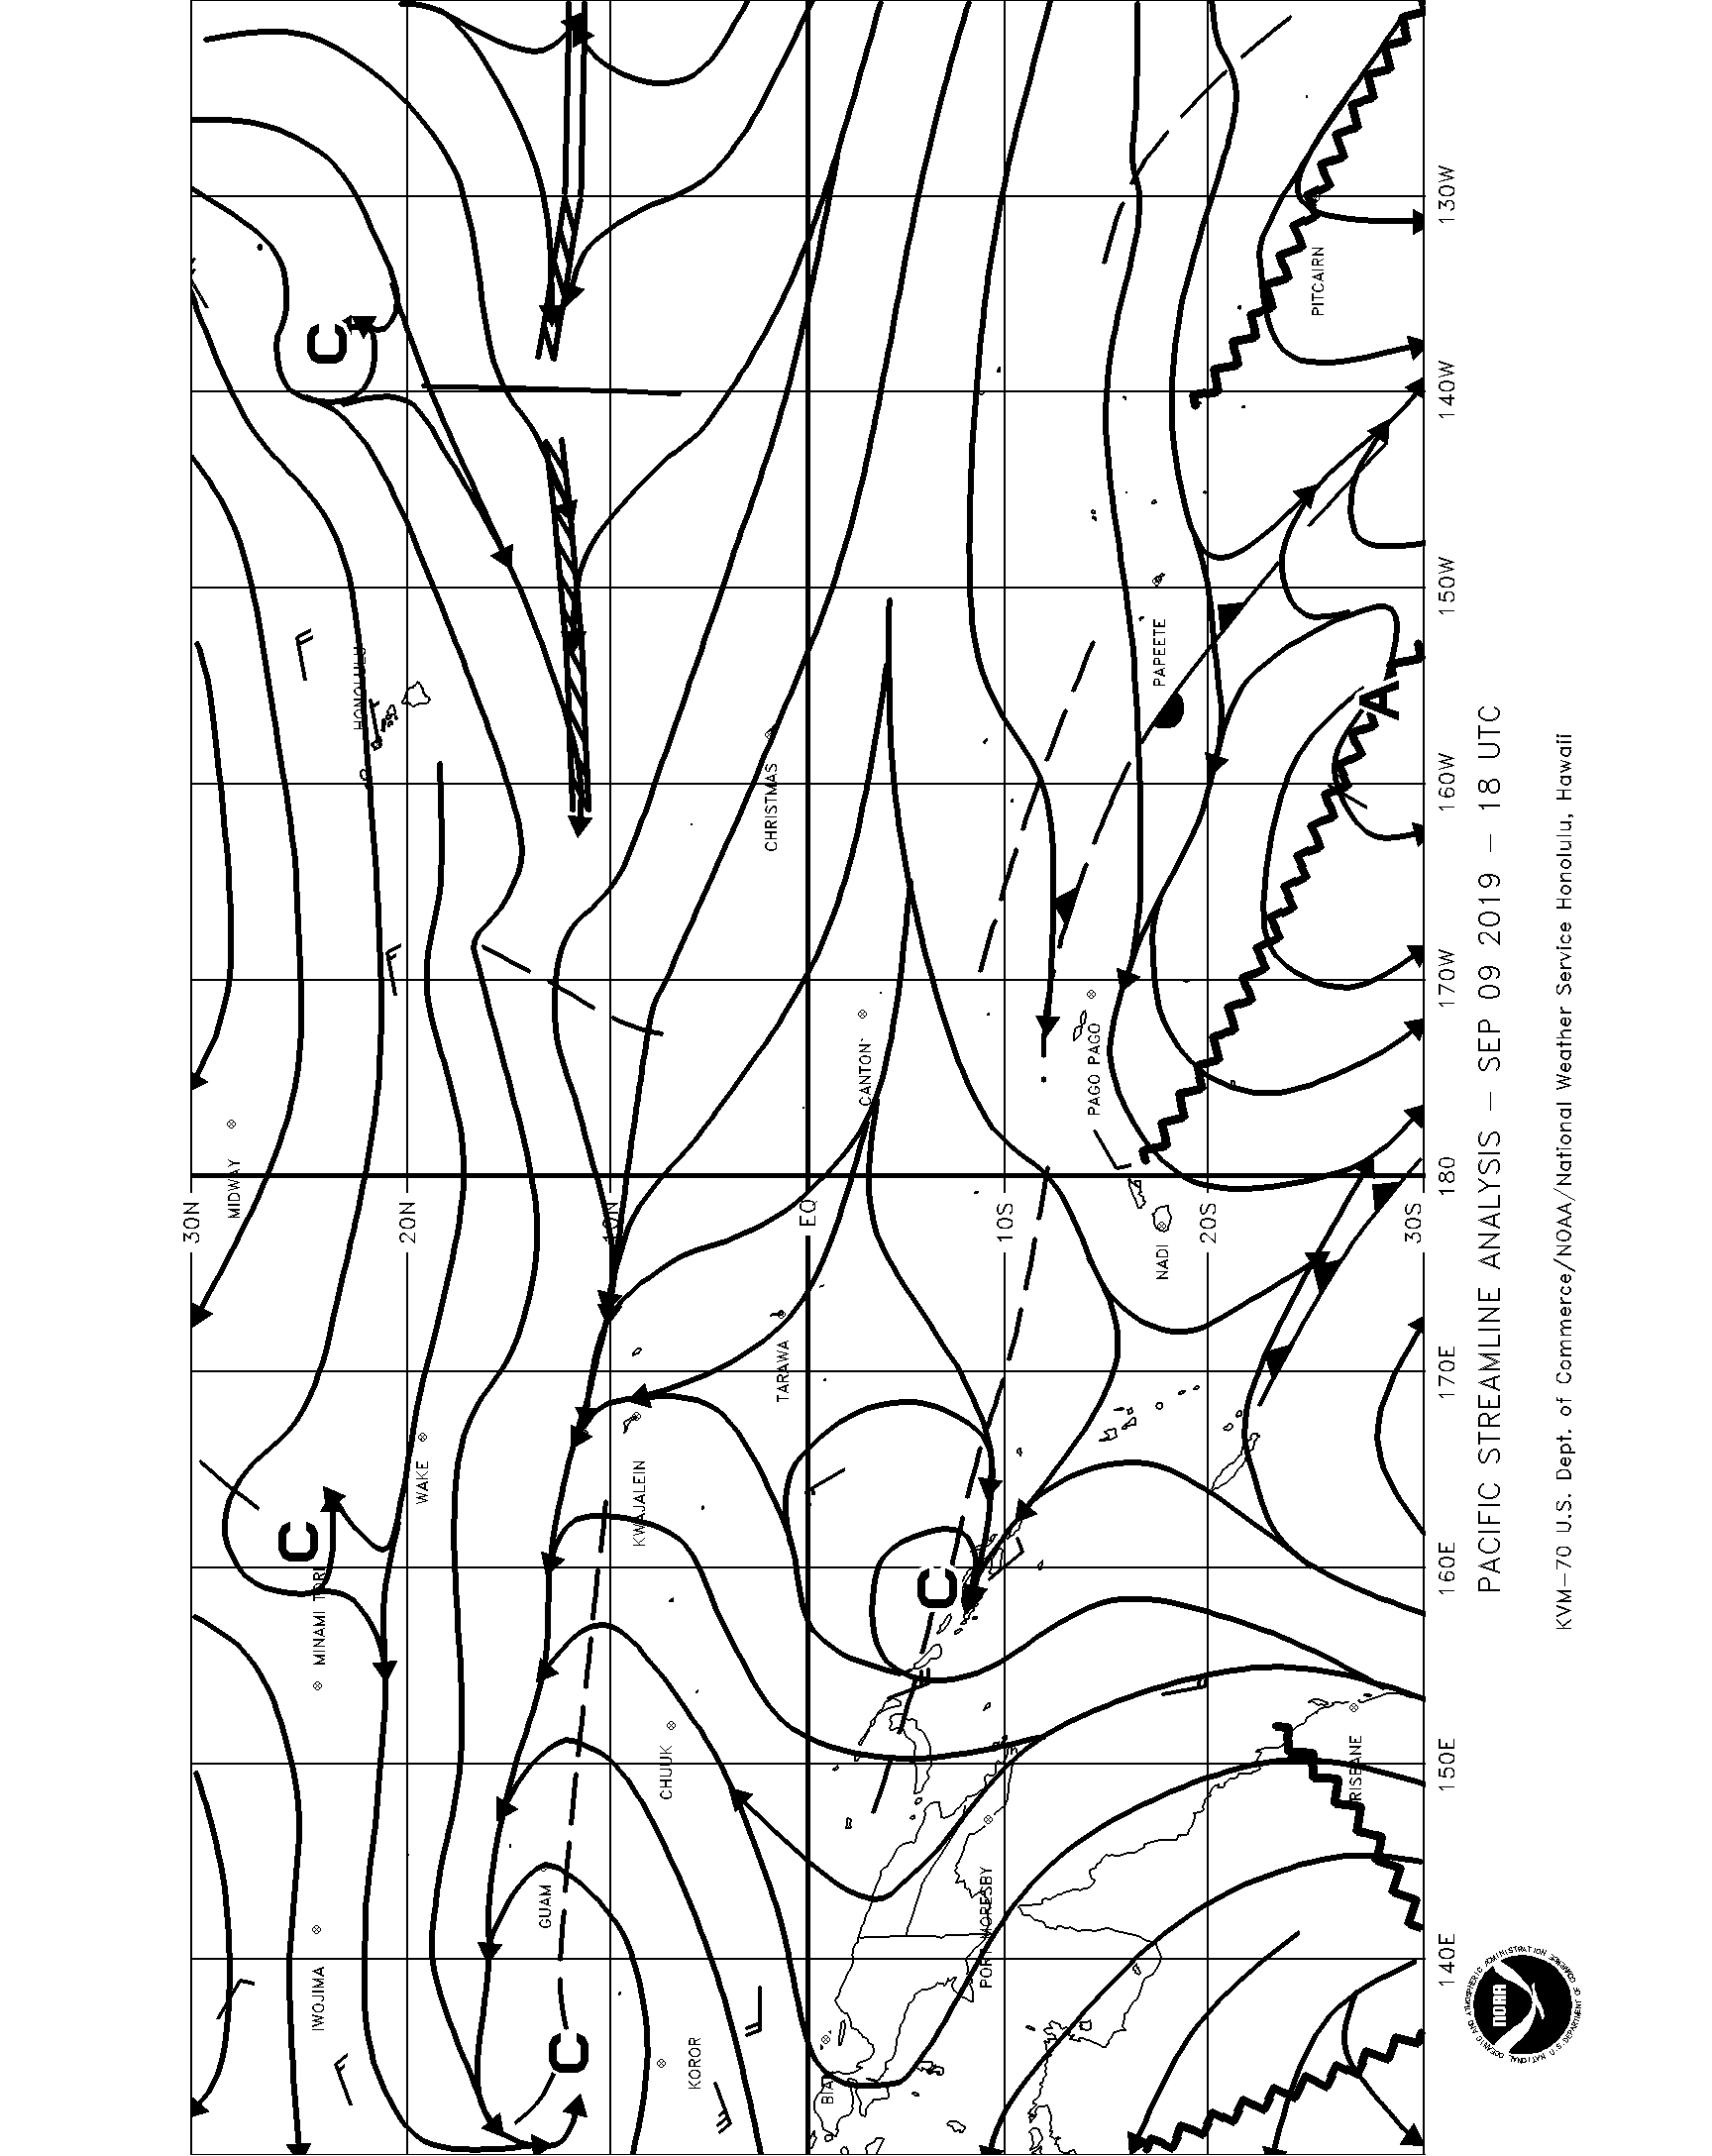 30N
20N
10N
EQ
10S
20S
30S
130W
140W
150W
160W
170W
180
170E
160E
150E
140E
C
HONOLULU
MIDWAY
CHRISTMAS
CANTON
PITCAIRN
PAPEETE
A
PAGO PAGO
NADI
TARAWA
KWAJALEIN
WAKE
C
MINAMI TORI
C
CHUUK
GUAM
IWOJIMA
C
KOROR
BIAK
PORT MORESBY
BRISBANE
PACIFIC STREAMLINE ANALYSIS – SEP 09 2019 – 18 UTC
KVM–70 U.S. Dept. of Commerce/NOAA/National Weather Service Honolulu, Hawaii
NATIONAL OCEANIC AND ATMOSPHERIC ADMINISTRATION
U.S. DEPARTMENT OF COMMERCE
NOAA